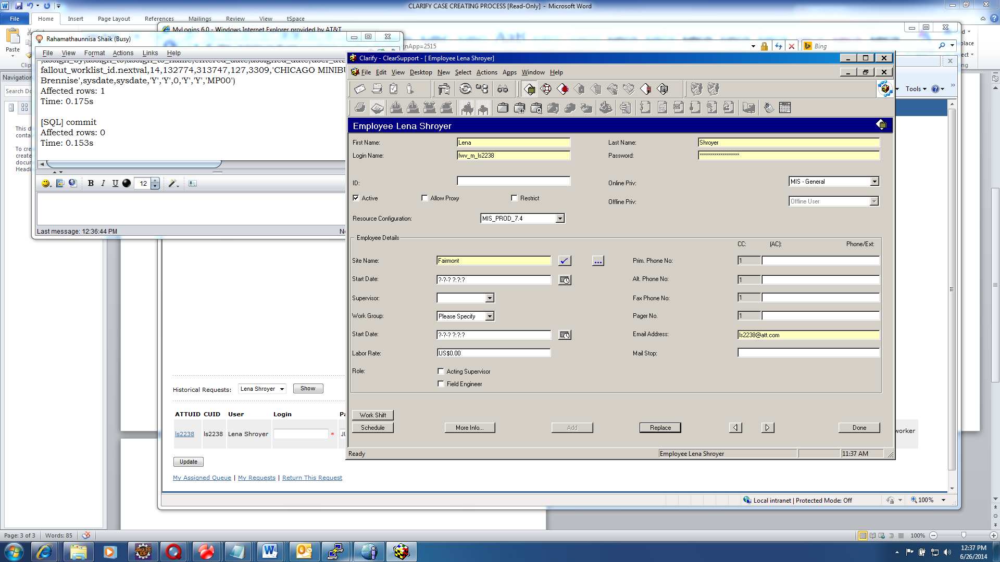 CLARIFY CASE CREATING PROCESS [Read-Only] - Microsoft Word
File Home Insert Page Layout References Mailings Review View tSpace
Paste
MyLogins 6.0 - Windows Internet Explorer provided by AT&T
nApp=2515
Bing
Tools
Navigation
Search Do
This d
conta
To cre
create
docur
Headi
Rahamathaunnisa Shaik (Busy)
File View Format Actions Links Help
fallout_worklist_id.nextval,14,132774,313747,127,3309,'CHICAGO MINIBU
Brennise',sysdate,sysdate,'Y','Y',0,'Y','Y','MP00')
Affected rows: 1
Time: 0.175s
[SQL] commit
Affected rows: 0
Time: 0.153s
B I U 12
Last message: 12:36:44 PM
Clarify - ClearSupport - [ Employee Lena Shroyer]
File Edit View Desktop New Select Actions Apps Window Help
Employee Lena Shroyer
First Name: Lena Last Name: Shroyer
Login Name: fwv_m_ls2238 Password: ********************
ID: Online Priv: MIS - General
Active Allow Proxy Restrict Offline Priv: Offline User
Resource Configuration: MIS_PROD_7.4
Employee Details
CC: (AC): Phone/Ext:
Site Name: Fairmont ... Prim. Phone No: 1
Start Date: ?-?-? ?:?:? Alt. Phone No: 1
Supervisor: Fax Phone No: 1
Work Group: Please Specify Pager No. 1
Start Date: ?-?-? ?:?:? Email Address: ls2238@att.com
Labor Rate: US$0.00 Mail Stop:
Role: Acting Supervisor
Field Engineer
Work Shift
Schedule More Info... Add Replace Done
Ready Employee Lena Shroyer 11:37 AM
Historical Requests: Lena Shroyer Show
ATTUID CUID User Login Pa
ls2238 ls2238 Lena Shroyer * JU worker
Update
My Assigned Queue | My Requests | Return This Request
Local intranet | Protected Mode: Off 100%
Page: 3 of 3 Words: 85 100%
12:37 PM
6/26/2014